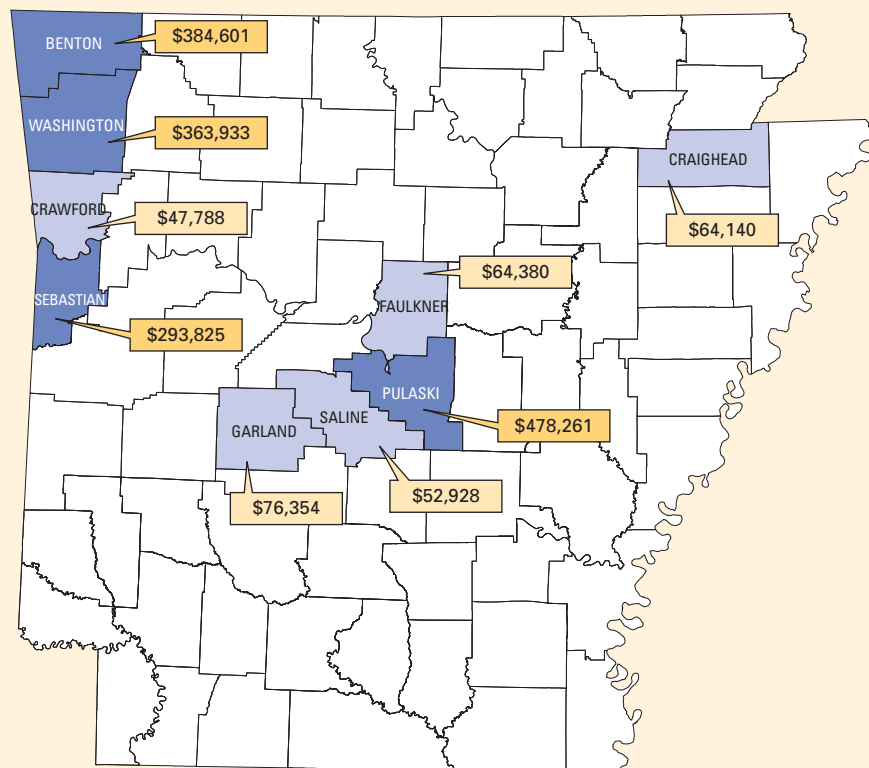 BENTON
$384,601
WASHINGTON
$363,933
CRAIGHEAD
$64,140
CRAWFORD
$47,788
SEBASTIAN
$293,825
$64,380
FAULKNER
PULASKI
$478,261
SALINE
$52,928
GARLAND
$76,354